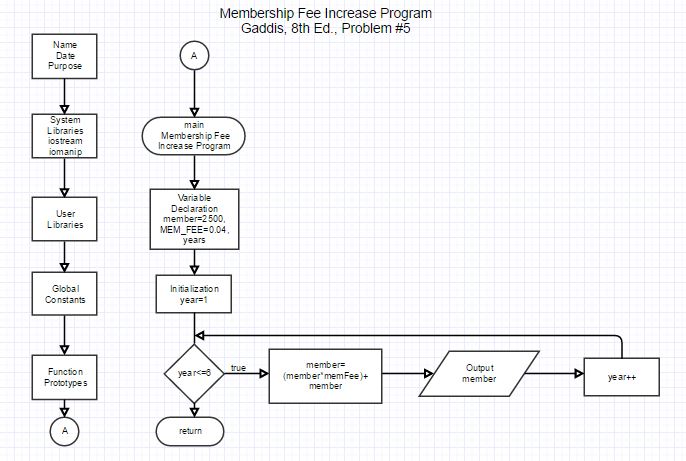 Membership Fee Increase Program
Gaddis, 8th Ed., Problem #5
Name
Date
Purpose
System
Libraries
iostream
iomanip
User
Libraries
Global
Constants
Function
Prototypes
A
A
main
Membership Fee
Increase Program
Variable
Declaration
member=2500,
MEM_FEE=0.04,
years
Initialization
year=1
year<=6
true
member=
(member*memFee)+
member
Output
member
year++
return